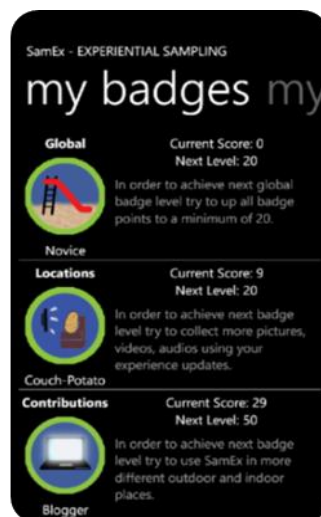 SamEx - EXPERIENTIAL SAMPLING
my badges my
Global
Current Score: 0
Next Level: 20
In order to achieve next global
badge level try to up all badge
points to a minimum of 20.
Novice
Locations
Current Score: 9
Next Level: 20
In order to achieve next badge
level try to collect more pictures,
videos, audios using your
experience updates.
Couch-Potato
Contributions
Current Score: 29
Next Level: 50
In order to achieve next badge
level try to use SamEx in more
different outdoor and indoor
places.
Blogger